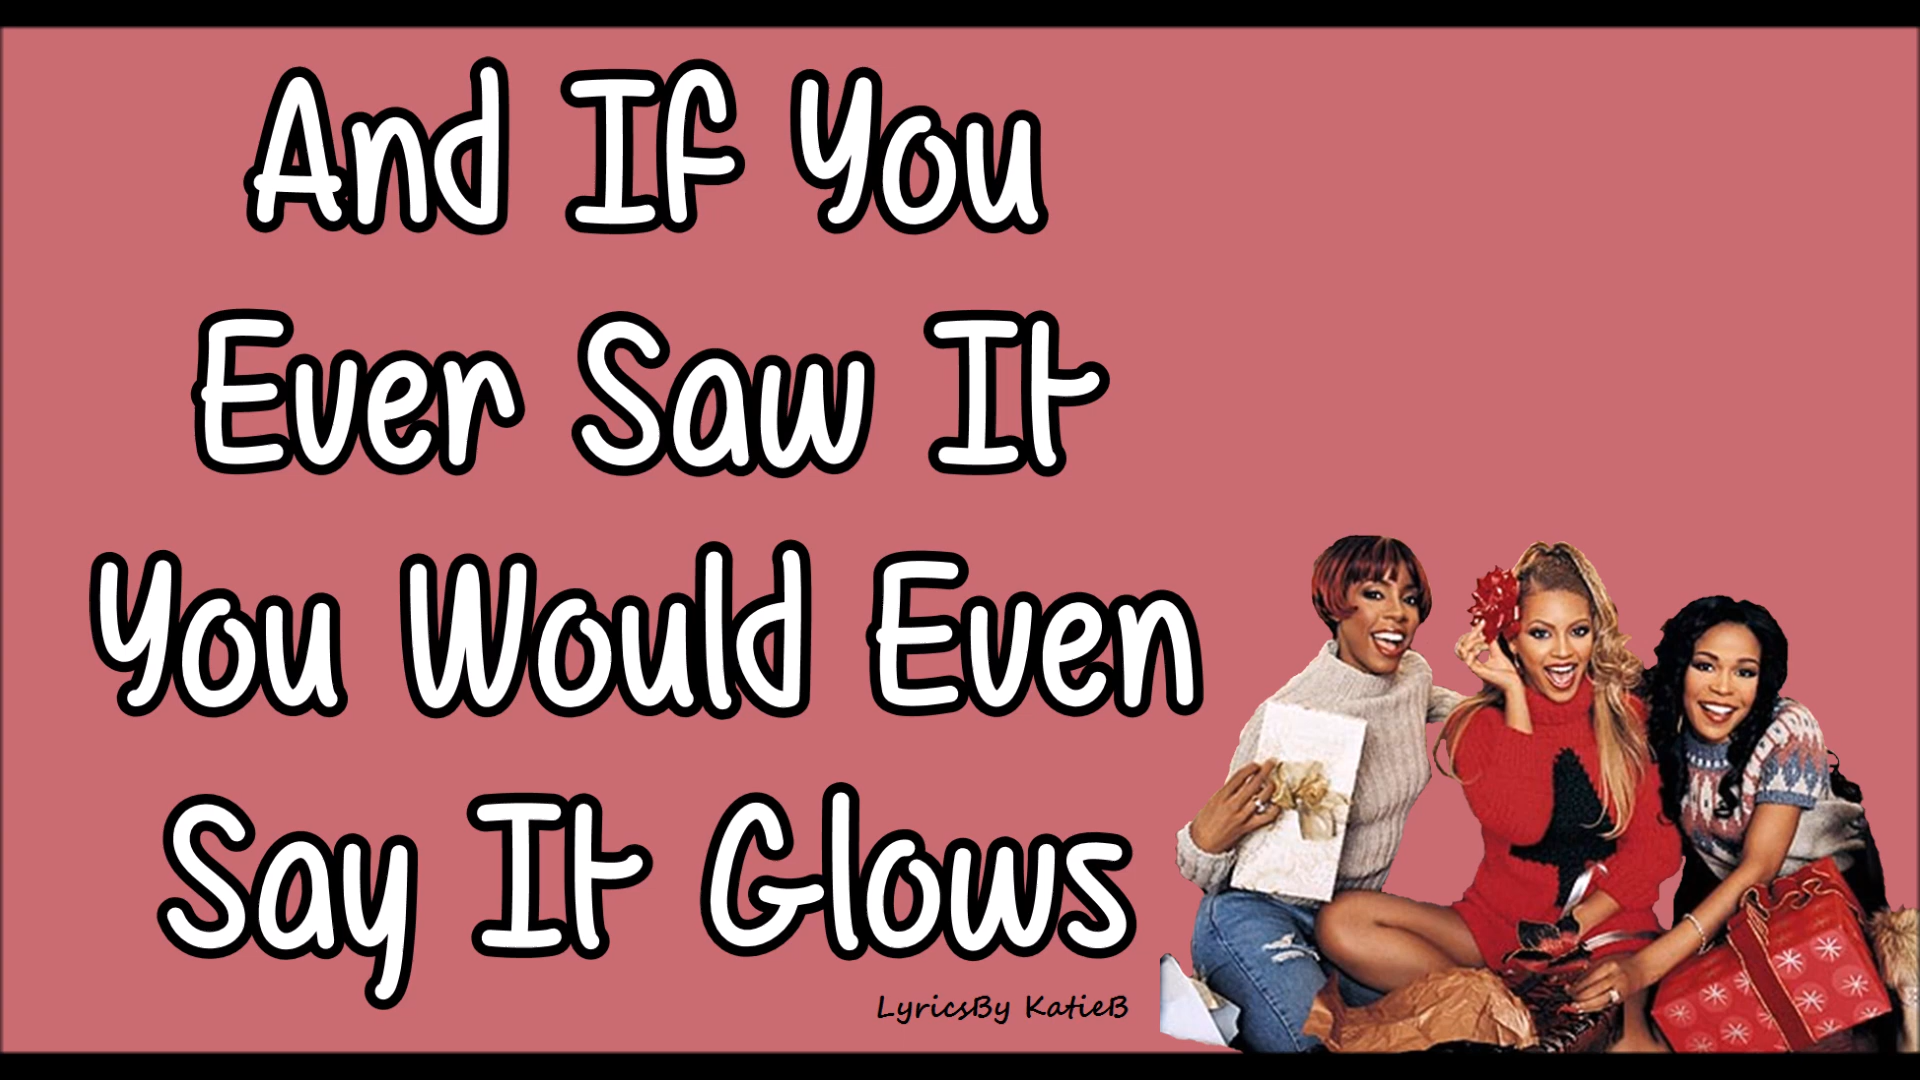 And If You
Ever Saw It
You Would Even
Say It Glows
LyricsBy KatieB